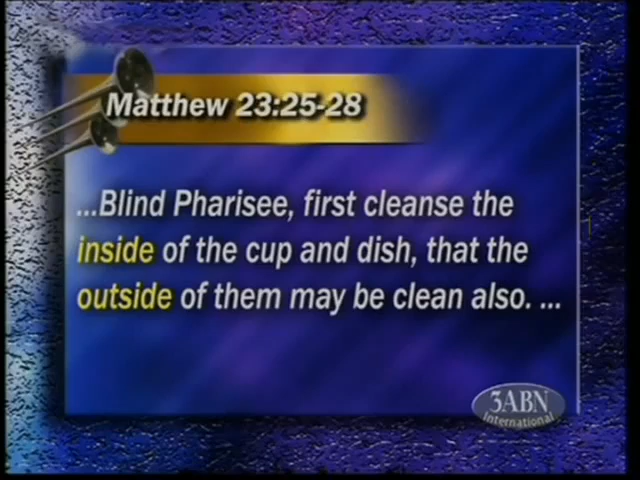 Matthew 23:25-28
...Blind Pharisee, first cleanse the
inside of the cup and dish, that the
outside of them may be clean also. ...
3ABN
International